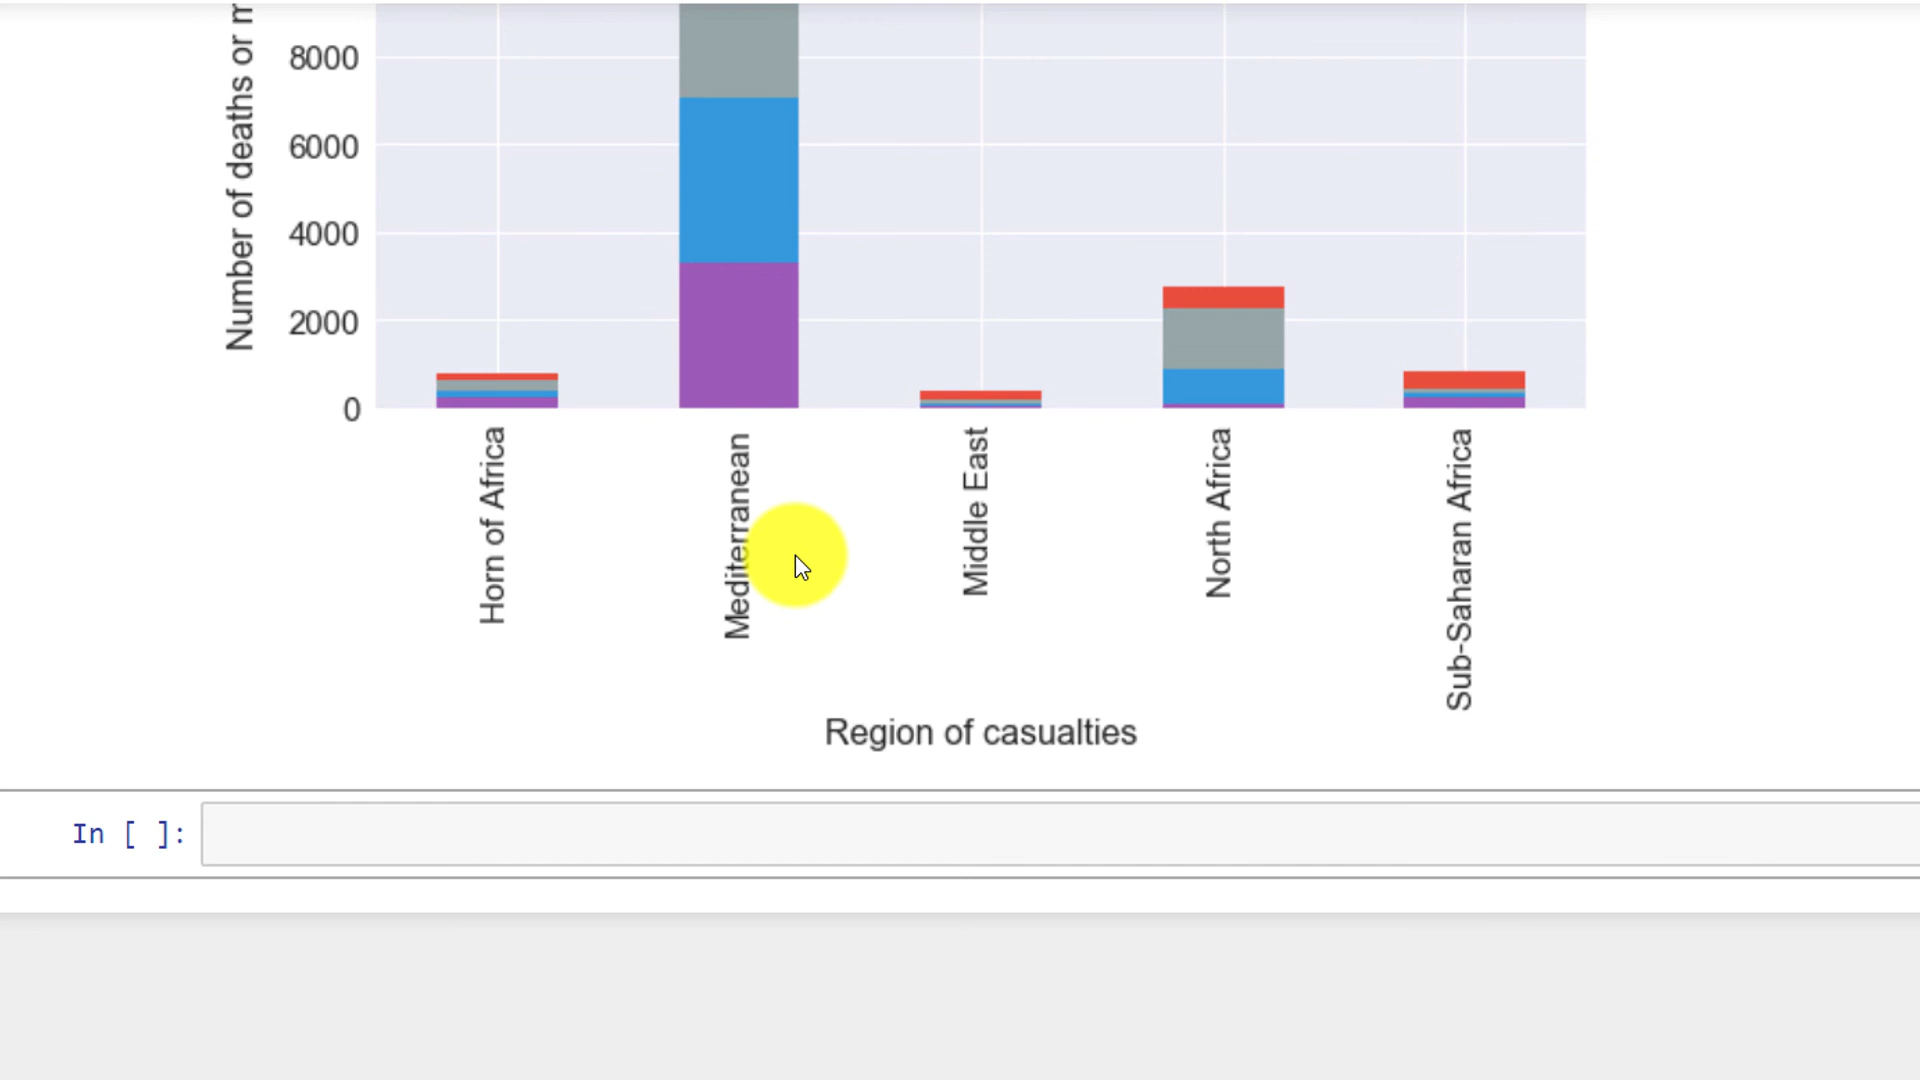 Number of deaths or m
8000
6000
4000
2000
0
Horn of Africa
Mediterranean
Middle East
North Africa
Sub-Saharan Africa
Region of casualties
In [ ]: